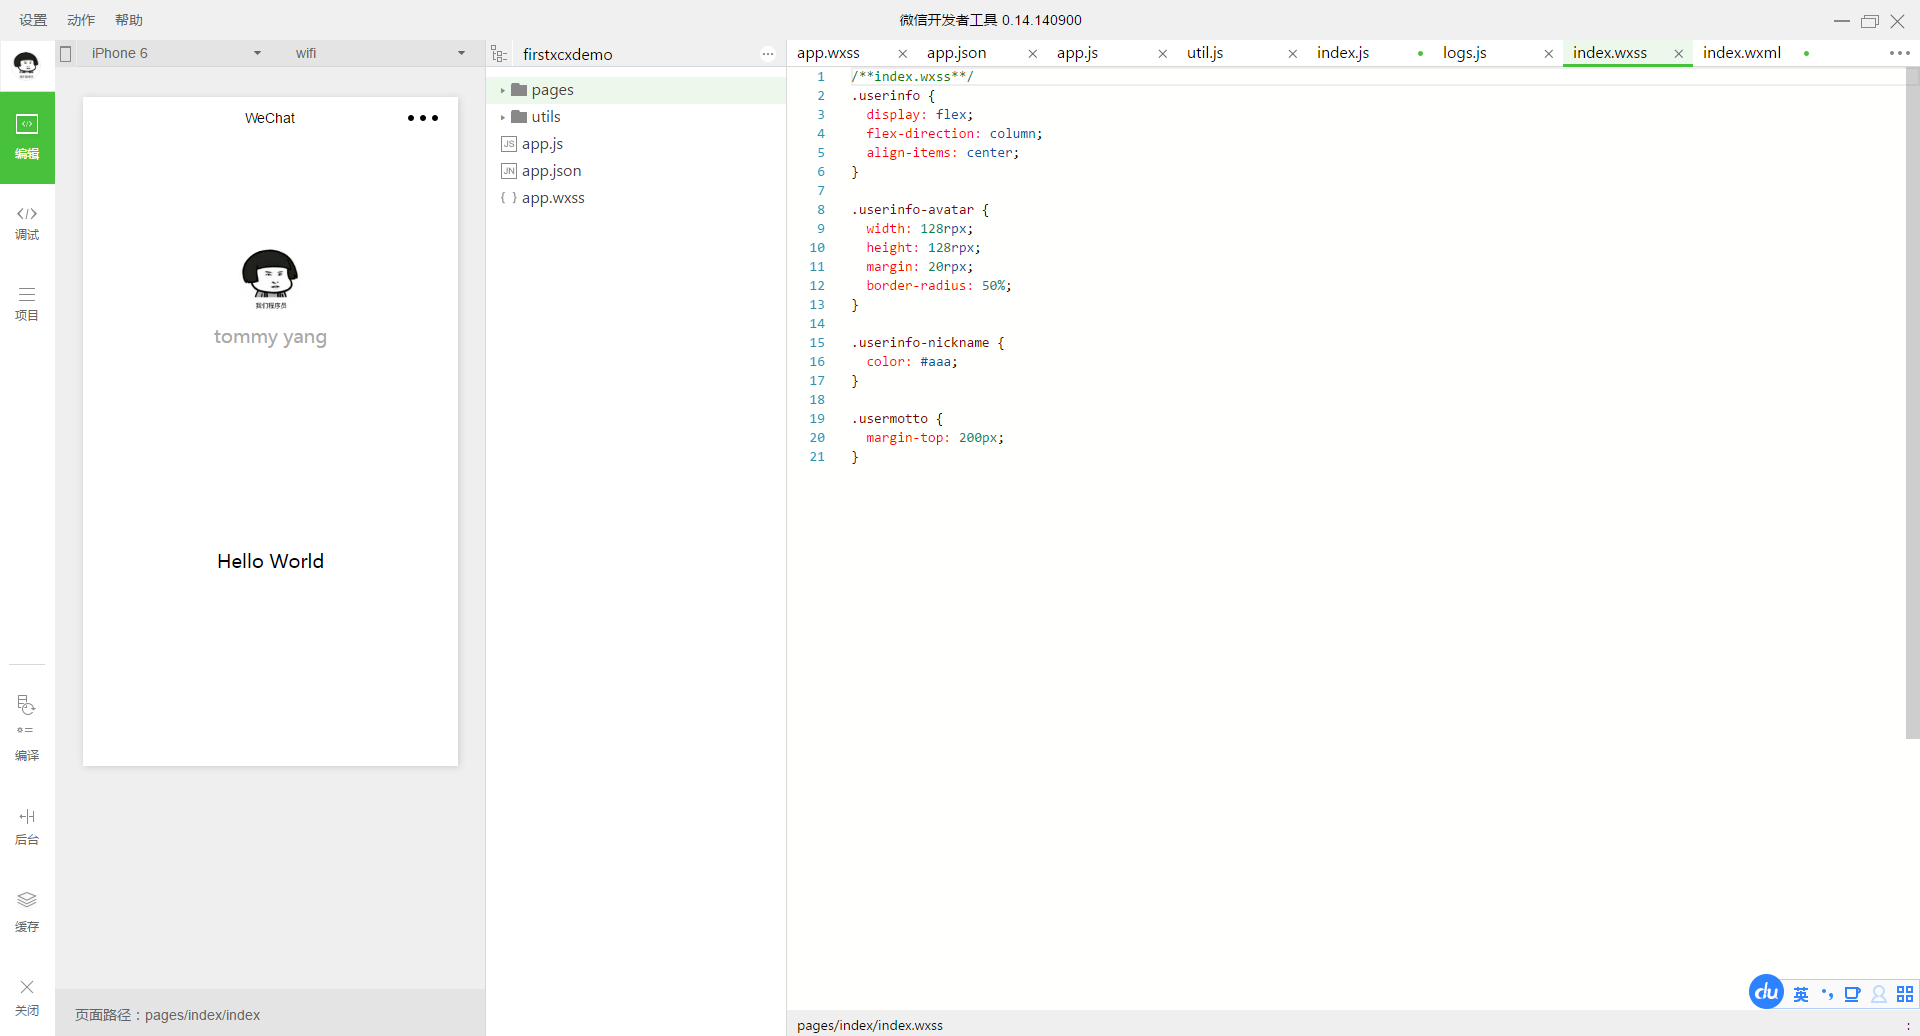 设置 动作 帮助
微信开发者工具 0.14.140900
iPhone 6
wifi
编辑
调试
项目
编译
后台
缓存
关闭
WeChat
我们程序员
tommy yang
Hello World
页面路径：pages/index/index
firstxcxdemo
pages
utils
JS app.js
JN app.json
{ } app.wxss
app.wxss app.json app.js util.js index.js logs.js index.wxss index.wxml
1 /**index.wxss**/
2 .userinfo {
3 display: flex;
4 flex-direction: column;
5 align-items: center;
6 }
7
8 .userinfo-avatar {
9 width: 128rpx;
10 height: 128rpx;
11 margin: 20rpx;
12 border-radius: 50%;
13 }
14
15 .userinfo-nickname {
16 color: #aaa;
17 }
18
19 .usermotto {
20 margin-top: 200px;
21 }
du 英
pages/index/index.wxss